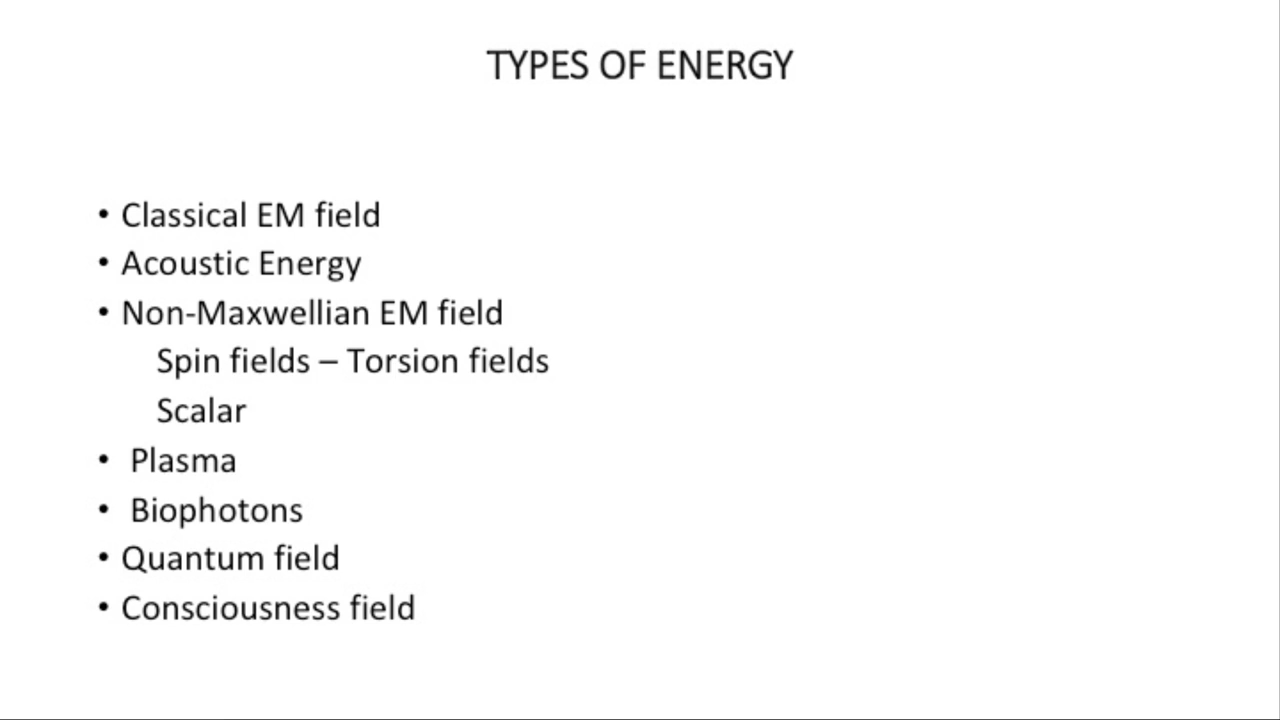 TYPES OF ENERGY
• Classical EM field
• Acoustic Energy
• Non-Maxwellian EM field
Spin fields – Torsion fields
Scalar
• Plasma
• Biophotons
• Quantum field
• Consciousness field